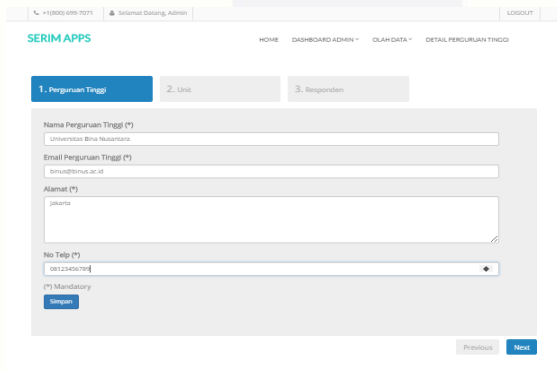 +1(800) 699-7071 Selamat Datang, Admin LOGOUT
SERIM APPS HOME DASHBOARD ADMIN OLAH DATA DETAIL PERGURUAN TINGGI
1. Perguruan Tinggi 2. Unit 3. Responden
Nama Perguruan Tinggi (*)
Universitas Bina Nusantara
Email Perguruan Tinggi (*)
binus@binus.ac.id
Alamat (*)
Jakarta
No Telp (*)
08123456789
(*) Mandatory
Simpan
Previous Next